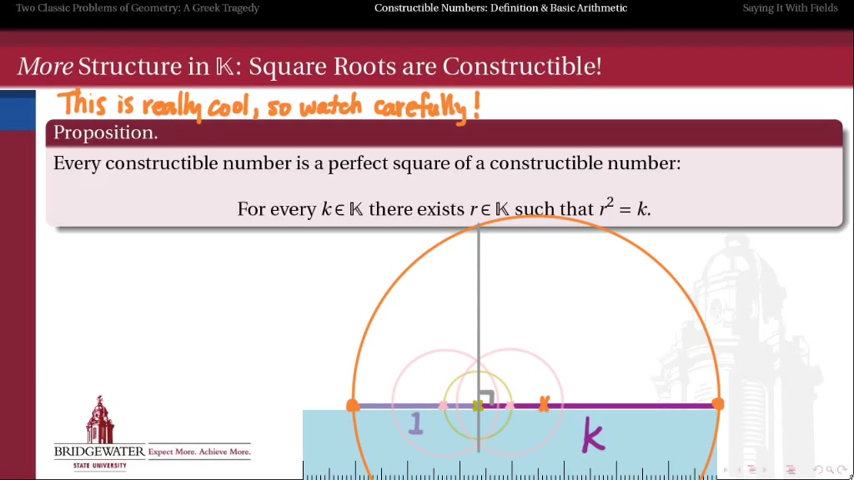 Two Classic Problems of Geometry: A Greek Tragedy Constructible Numbers: Definition & Basic Arithmetic Saying It With Fields
More Structure in 𝕂: Square Roots are Constructible!
This is really cool, so watch carefully!
Proposition.
Every constructible number is a perfect square of a constructible number:
For every k ∈ 𝕂 there exists r ∈ 𝕂 such that r² = k.
1 k
BRIDGEWATER Expect More. Achieve More.
STATE UNIVERSITY